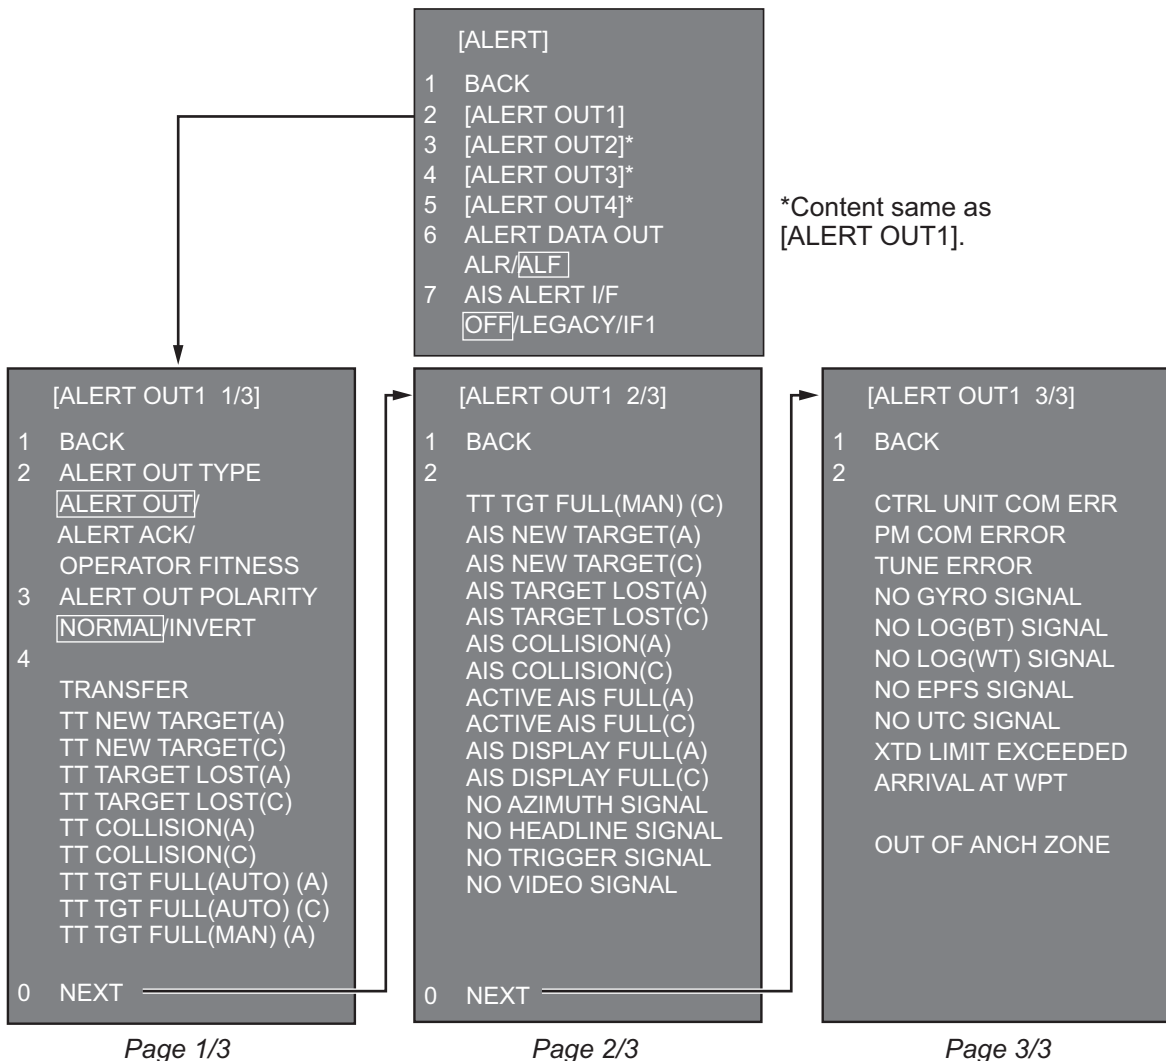 [ALERT]
1 BACK
2 [ALERT OUT1]
3 [ALERT OUT2]*
4 [ALERT OUT3]*
5 [ALERT OUT4]*
6 ALERT DATA OUT
ALR/ALF
7 AIS ALERT I/F
OFF/LEGACY/IF1
*Content same as
[ALERT OUT1].
[ALERT OUT1 1/3]
1 BACK
2 ALERT OUT TYPE
ALERT OUT/
ALERT ACK/
OPERATOR FITNESS
3 ALERT OUT POLARITY
NORMAL/INVERT
4
TRANSFER
TT NEW TARGET(A)
TT NEW TARGET(C)
TT TARGET LOST(A)
TT TARGET LOST(C)
TT COLLISION(A)
TT COLLISION(C)
TT TGT FULL(AUTO) (A)
TT TGT FULL(AUTO) (C)
TT TGT FULL(MAN) (A)
0 NEXT
Page 1/3
[ALERT OUT1 2/3]
1 BACK
2
TT TGT FULL(MAN) (C)
AIS NEW TARGET(A)
AIS NEW TARGET(C)
AIS TARGET LOST(A)
AIS TARGET LOST(C)
AIS COLLISION(A)
AIS COLLISION(C)
ACTIVE AIS FULL(A)
ACTIVE AIS FULL(C)
AIS DISPLAY FULL(A)
AIS DISPLAY FULL(C)
NO AZIMUTH SIGNAL
NO HEADLINE SIGNAL
NO TRIGGER SIGNAL
NO VIDEO SIGNAL
0 NEXT
Page 2/3
[ALERT OUT1 3/3]
1 BACK
2
CTRL UNIT COM ERR
PM COM ERROR
TUNE ERROR
NO GYRO SIGNAL
NO LOG(BT) SIGNAL
NO LOG(WT) SIGNAL
NO EPFS SIGNAL
NO UTC SIGNAL
XTD LIMIT EXCEEDED
ARRIVAL AT WPT
OUT OF ANCH ZONE
Page 3/3